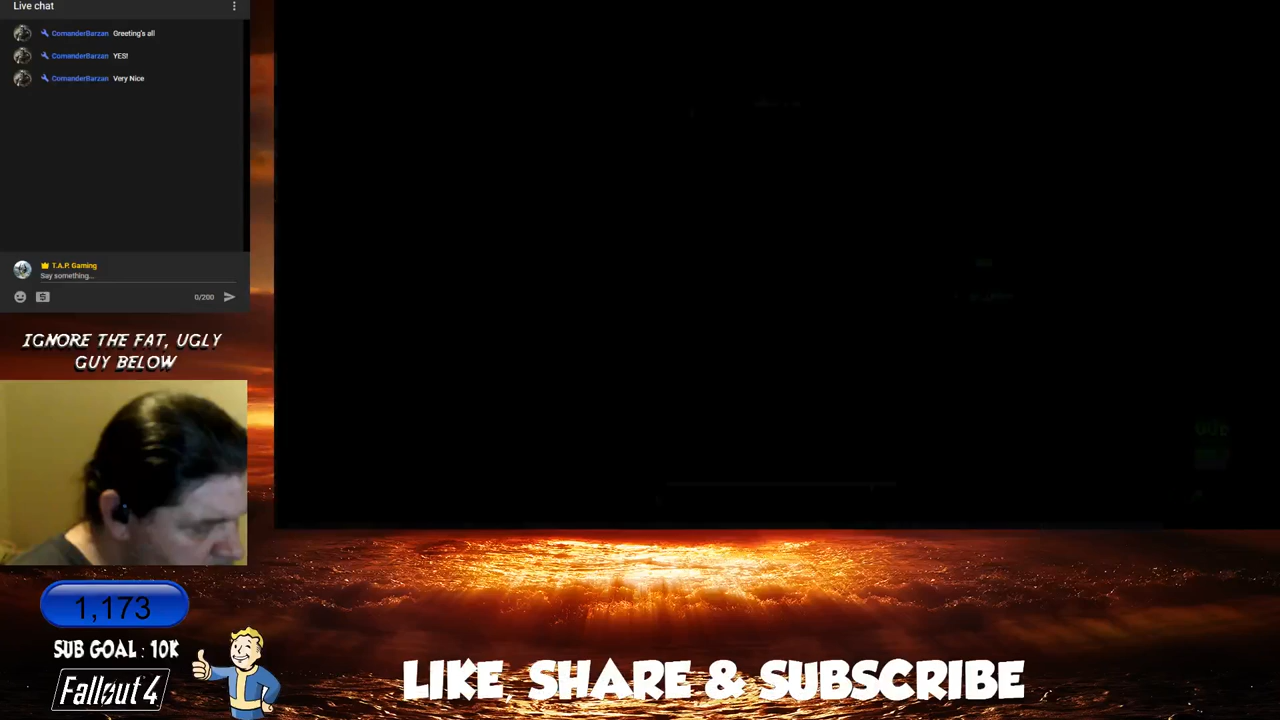 Live chat
ComanderBarzan Greeting's all
ComanderBarzan YES!
ComanderBarzan Very Nice
T.A.P. Gaming
Say something...
0/200
IGNORE THE FAT, UGLY
GUY BELOW
1,173
SUB GOAL : 10K
Fallout 4
LIKE, SHARE & SUBSCRIBE